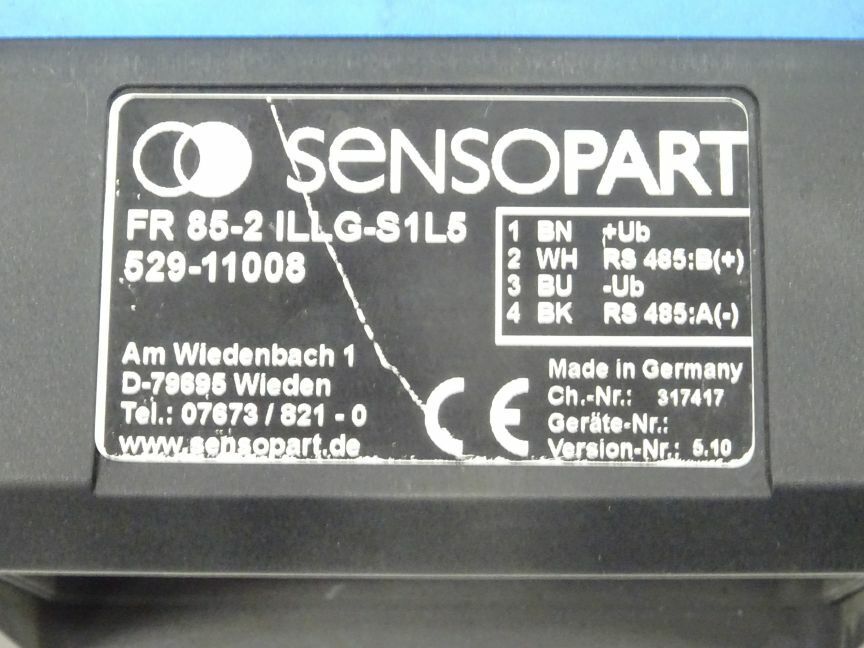 SENSOPART
FR 85-2 ILLG-S1L5
529-11008
1 BN +Ub
2 WH RS 485:B(+)
3 BU -Ub
4 BK RS 485:A(-)
Am Wiedenbach 1
D-79695 Wieden
Tel.: 07673 / 821 - 0
www.sensopart.de
CE
Made in Germany
Ch.-Nr.: 317417
Geräte-Nr.:
Version-Nr.: 5.10